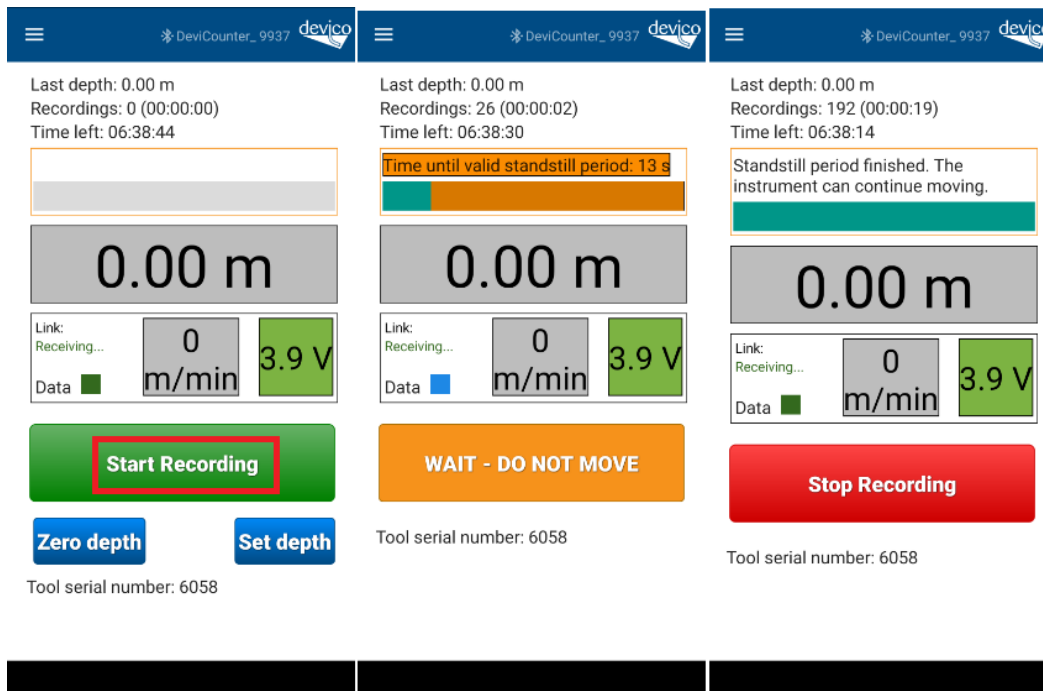 DeviCounter_ 9937 devico
Last depth: 0.00 m
Recordings: 0 (00:00:00)
Time left: 06:38:44
0.00 m
Link:
Receiving...
Data
0
m/min
3.9 V
Start Recording
Zero depth
Set depth
Tool serial number: 6058
DeviCounter_ 9937 devico
Last depth: 0.00 m
Recordings: 26 (00:00:02)
Time left: 06:38:30
Time until valid standstill period: 13 s
0.00 m
Link:
Receiving...
Data
0
m/min
3.9 V
WAIT - DO NOT MOVE
Tool serial number: 6058
DeviCounter_ 9937 devico
Last depth: 0.00 m
Recordings: 192 (00:00:19)
Time left: 06:38:14
Standstill period finished. The
instrument can continue moving.
0.00 m
Link:
Receiving...
Data
0
m/min
3.9 V
Stop Recording
Tool serial number: 6058